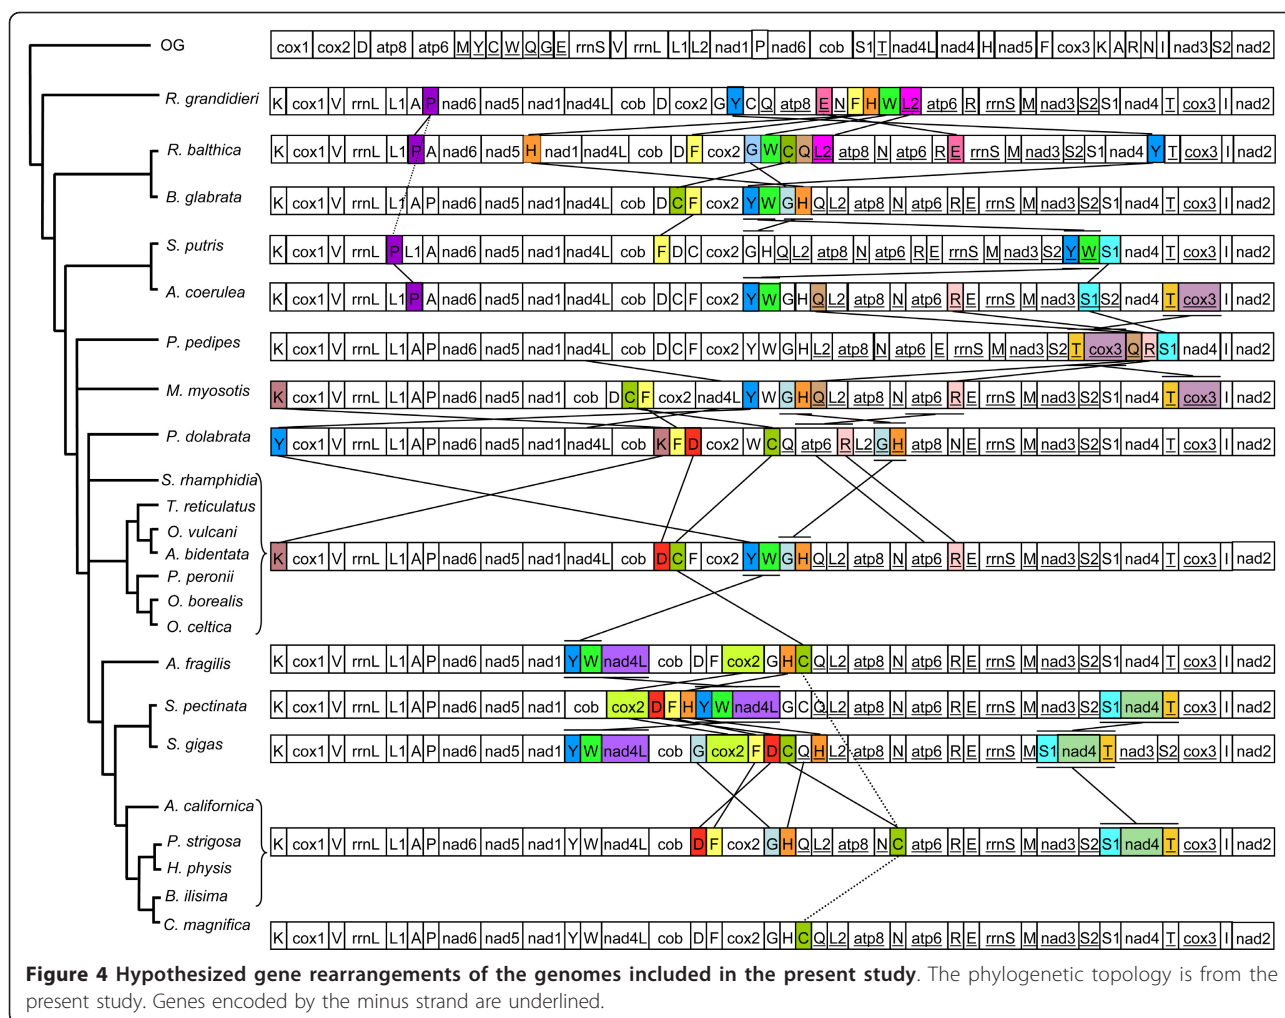 OG cox1 cox2 D atp8 atp6 M Y C W Q G E rrnS V rrnL L1 L2 nad1 P nad6 cob S1 T nad4L nad4 H nad5 F cox3 K A R N I nad3 S2 nad2
R. grandidieri K cox1 V rrnL L1 A P nad6 nad5 nad1 nad4L cob D cox2 G Y C Q atp8 E N F H W L2 atp6 R rrnS M nad3 S2 S1 nad4 T cox3 I nad2
R. balthica K cox1 V rrnL L1 P A nad6 nad5 H nad1 nad4L cob D F cox2 G W C Q L2 atp8 N atp6 R E rrnS M nad3 S2 S1 nad4 Y T cox3 I nad2
B. glabrata K cox1 V rrnL L1 A P nad6 nad5 nad1 nad4L cob D C F cox2 Y W G H Q L2 atp8 N atp6 R E rrnS M nad3 S2 S1 nad4 T cox3 I nad2
S. putris K cox1 V rrnL P L1 A nad6 nad5 nad1 nad4L cob F D C cox2 G H Q L2 atp8 N atp6 R E rrnS M nad3 S2 Y W S1 nad4 T cox3 I nad2
A. coerulea K cox1 V rrnL L1 P A nad6 nad5 nad1 nad4L cob D C F cox2 Y W G H Q L2 atp8 N atp6 R E rrnS M nad3 S1 S2 nad4 T cox3 I nad2
P. pedipes K cox1 V rrnL L1 A P nad6 nad5 nad1 nad4L cob D C F cox2 Y W G H L2 atp8 N atp6 E rrnS M nad3 S2 T cox3 Q R S1 nad4 I nad2
M. myosotis K cox1 V rrnL L1 A P nad6 nad5 nad1 cob D C F cox2 nad4L Y W G H Q L2 atp8 N atp6 R E rrnS M nad3 S2 S1 nad4 T cox3 I nad2
P. dolabrata Y cox1 V rrnL L1 A P nad6 nad5 nad1 nad4L cob K F D cox2 W C Q atp6 R L2 G H atp8 N E rrnS M nad3 S2 S1 nad4 T cox3 I nad2
S. rhamphidia
T. reticulatus
O. vulcani
A. bidentata
K cox1 V rrnL L1 A P nad6 nad5 nad1 nad4L cob D C F cox2 Y W G H Q L2 atp8 N atp6 R E rrnS M nad3 S2 S1 nad4 T cox3 I nad2
P. peronii
O. borealis
O. celtica
A. fragilis K cox1 V rrnL L1 A P nad6 nad5 nad1 Y W nad4L cob D F cox2 G H C Q L2 atp8 N atp6 R E rrnS M nad3 S2 S1 nad4 T cox3 I nad2
S. pectinata K cox1 V rrnL L1 A P nad6 nad5 nad1 cob cox2 D F H Y W nad4L G C Q L2 atp8 N atp6 R E rrnS M nad3 S2 S1 nad4 T cox3 I nad2
S. gigas K cox1 V rrnL L1 A P nad6 nad5 nad1 Y W nad4L cob G cox2 F D C Q H L2 atp8 N atp6 R E rrnS M S1 nad4 T nad3 S2 cox3 I nad2
A. californica
P. strigosa K cox1 V rrnL L1 A P nad6 nad5 nad1 Y W nad4L cob D F cox2 G H Q L2 atp8 N C atp6 R E rrnS M nad3 S2 S1 nad4 T cox3 I nad2
H. physis
B. ilisima
C. magnifica K cox1 V rrnL L1 A P nad6 nad5 nad1 Y W nad4L cob D F cox2 G H C Q L2 atp8 N atp6 R E rrnS M nad3 S2 S1 nad4 T cox3 I nad2
Figure 4 Hypothesized gene rearrangements of the genomes included in the present study. The phylogenetic topology is from the
present study. Genes encoded by the minus strand are underlined.